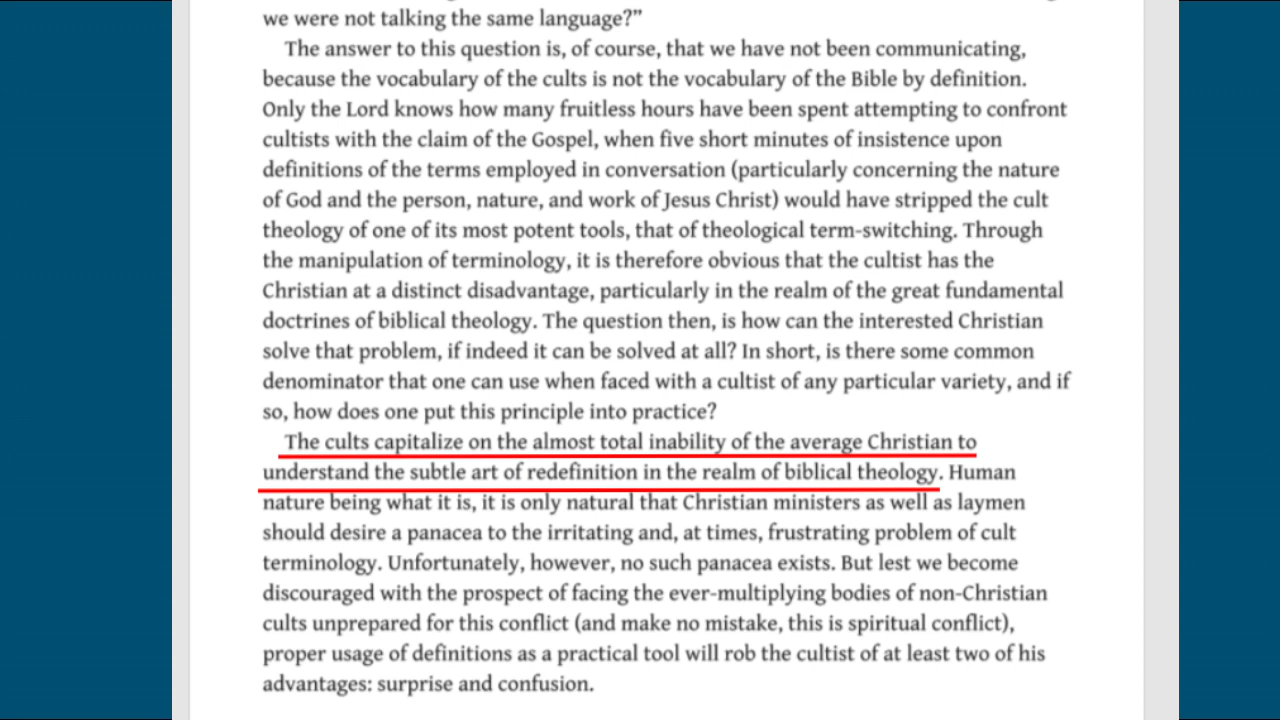 we were not talking the same language?”
The answer to this question is, of course, that we have not been communicating,
because the vocabulary of the cults is not the vocabulary of the Bible by definition.
Only the Lord knows how many fruitless hours have been spent attempting to confront
cultists with the claim of the Gospel, when five short minutes of insistence upon
definitions of the terms employed in conversation (particularly concerning the nature
of God and the person, nature, and work of Jesus Christ) would have stripped the cult
theology of one of its most potent tools, that of theological term-switching. Through
the manipulation of terminology, it is therefore obvious that the cultist has the
Christian at a distinct disadvantage, particularly in the realm of the great fundamental
doctrines of biblical theology. The question then, is how can the interested Christian
solve that problem, if indeed it can be solved at all? In short, is there some common
denominator that one can use when faced with a cultist of any particular variety, and if
so, how does one put this principle into practice?
The cults capitalize on the almost total inability of the average Christian to
understand the subtle art of redefinition in the realm of biblical theology. Human
nature being what it is, it is only natural that Christian ministers as well as laymen
should desire a panacea to the irritating and, at times, frustrating problem of cult
terminology. Unfortunately, however, no such panacea exists. But lest we become
discouraged with the prospect of facing the ever-multiplying bodies of non-Christian
cults unprepared for this conflict (and make no mistake, this is spiritual conflict),
proper usage of definitions as a practical tool will rob the cultist of at least two of his
advantages: surprise and confusion.